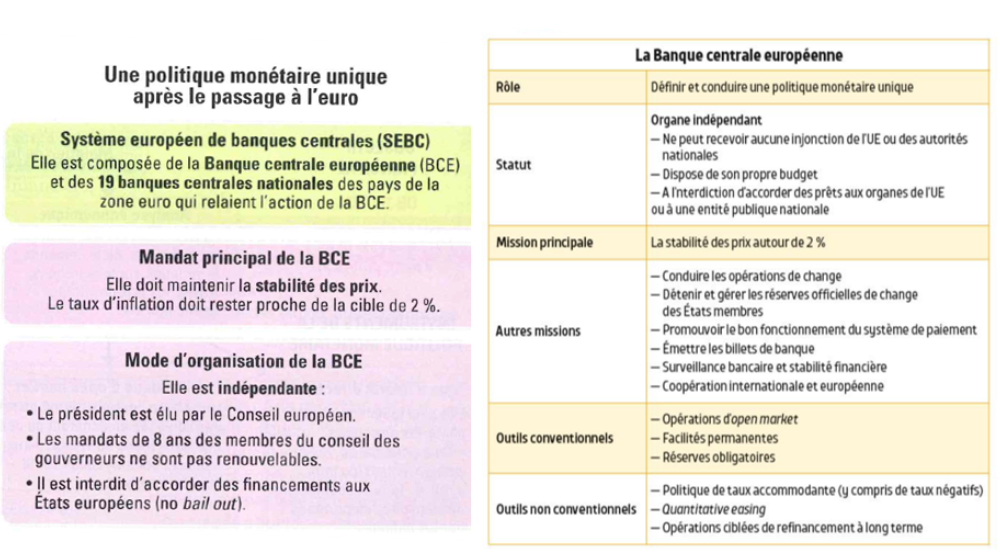 Une politique monétaire unique
après le passage à l'euro
Système européen de banques centrales (SEBC)
Elle est composée de la Banque centrale européenne (BCE)
et des 19 banques centrales nationales des pays de la
zone euro qui relaient l'action de la BCE.
Mandat principal de la BCE
Elle doit maintenir la stabilité des prix.
Le taux d'inflation doit rester proche de la cible de 2 %.
Mode d'organisation de la BCE
Elle est indépendante :
• Le président est élu par le Conseil européen.
• Les mandats de 8 ans des membres du conseil des
gouverneurs ne sont pas renouvelables.
• Il est interdit d'accorder des financements aux
États européens (no bail out).
La Banque centrale européenne
Rôle
Définir et conduire une politique monétaire unique
Statut
Organe indépendant
— Ne peut recevoir aucune injonction de l'UE ou des autorités
nationales
— Dispose de son propre budget
— A l'interdiction d'accorder des prêts aux organes de l'UE
ou à une entité publique nationale
Mission principale
La stabilité des prix autour de 2 %
Autres missions
— Conduire les opérations de change
— Détenir et gérer les réserves officielles de change
des États membres
— Promouvoir le bon fonctionnement du système de paiement
— Émettre les billets de banque
— Surveillance bancaire et stabilité financière
— Coopération internationale et européenne
Outils conventionnels
— Opérations d'open market
— Facilités permanentes
— Réserves obligatoires
Outils non conventionnels
— Politique de taux accommodante (y compris de taux négatifs)
— Quantitative easing
— Opérations ciblées de refinancement à long terme